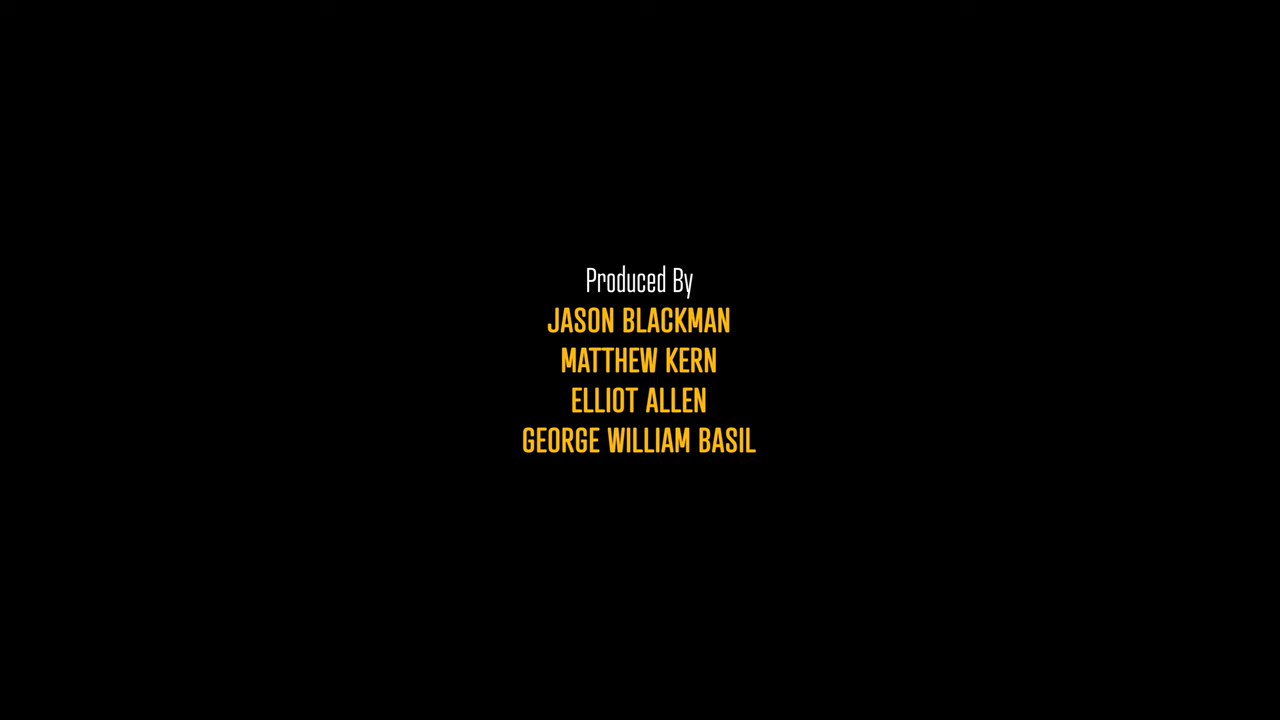 Produced By
JASON BLACKMAN
MATTHEW KERN
ELLIOT ALLEN
GEORGE WILLIAM BASIL